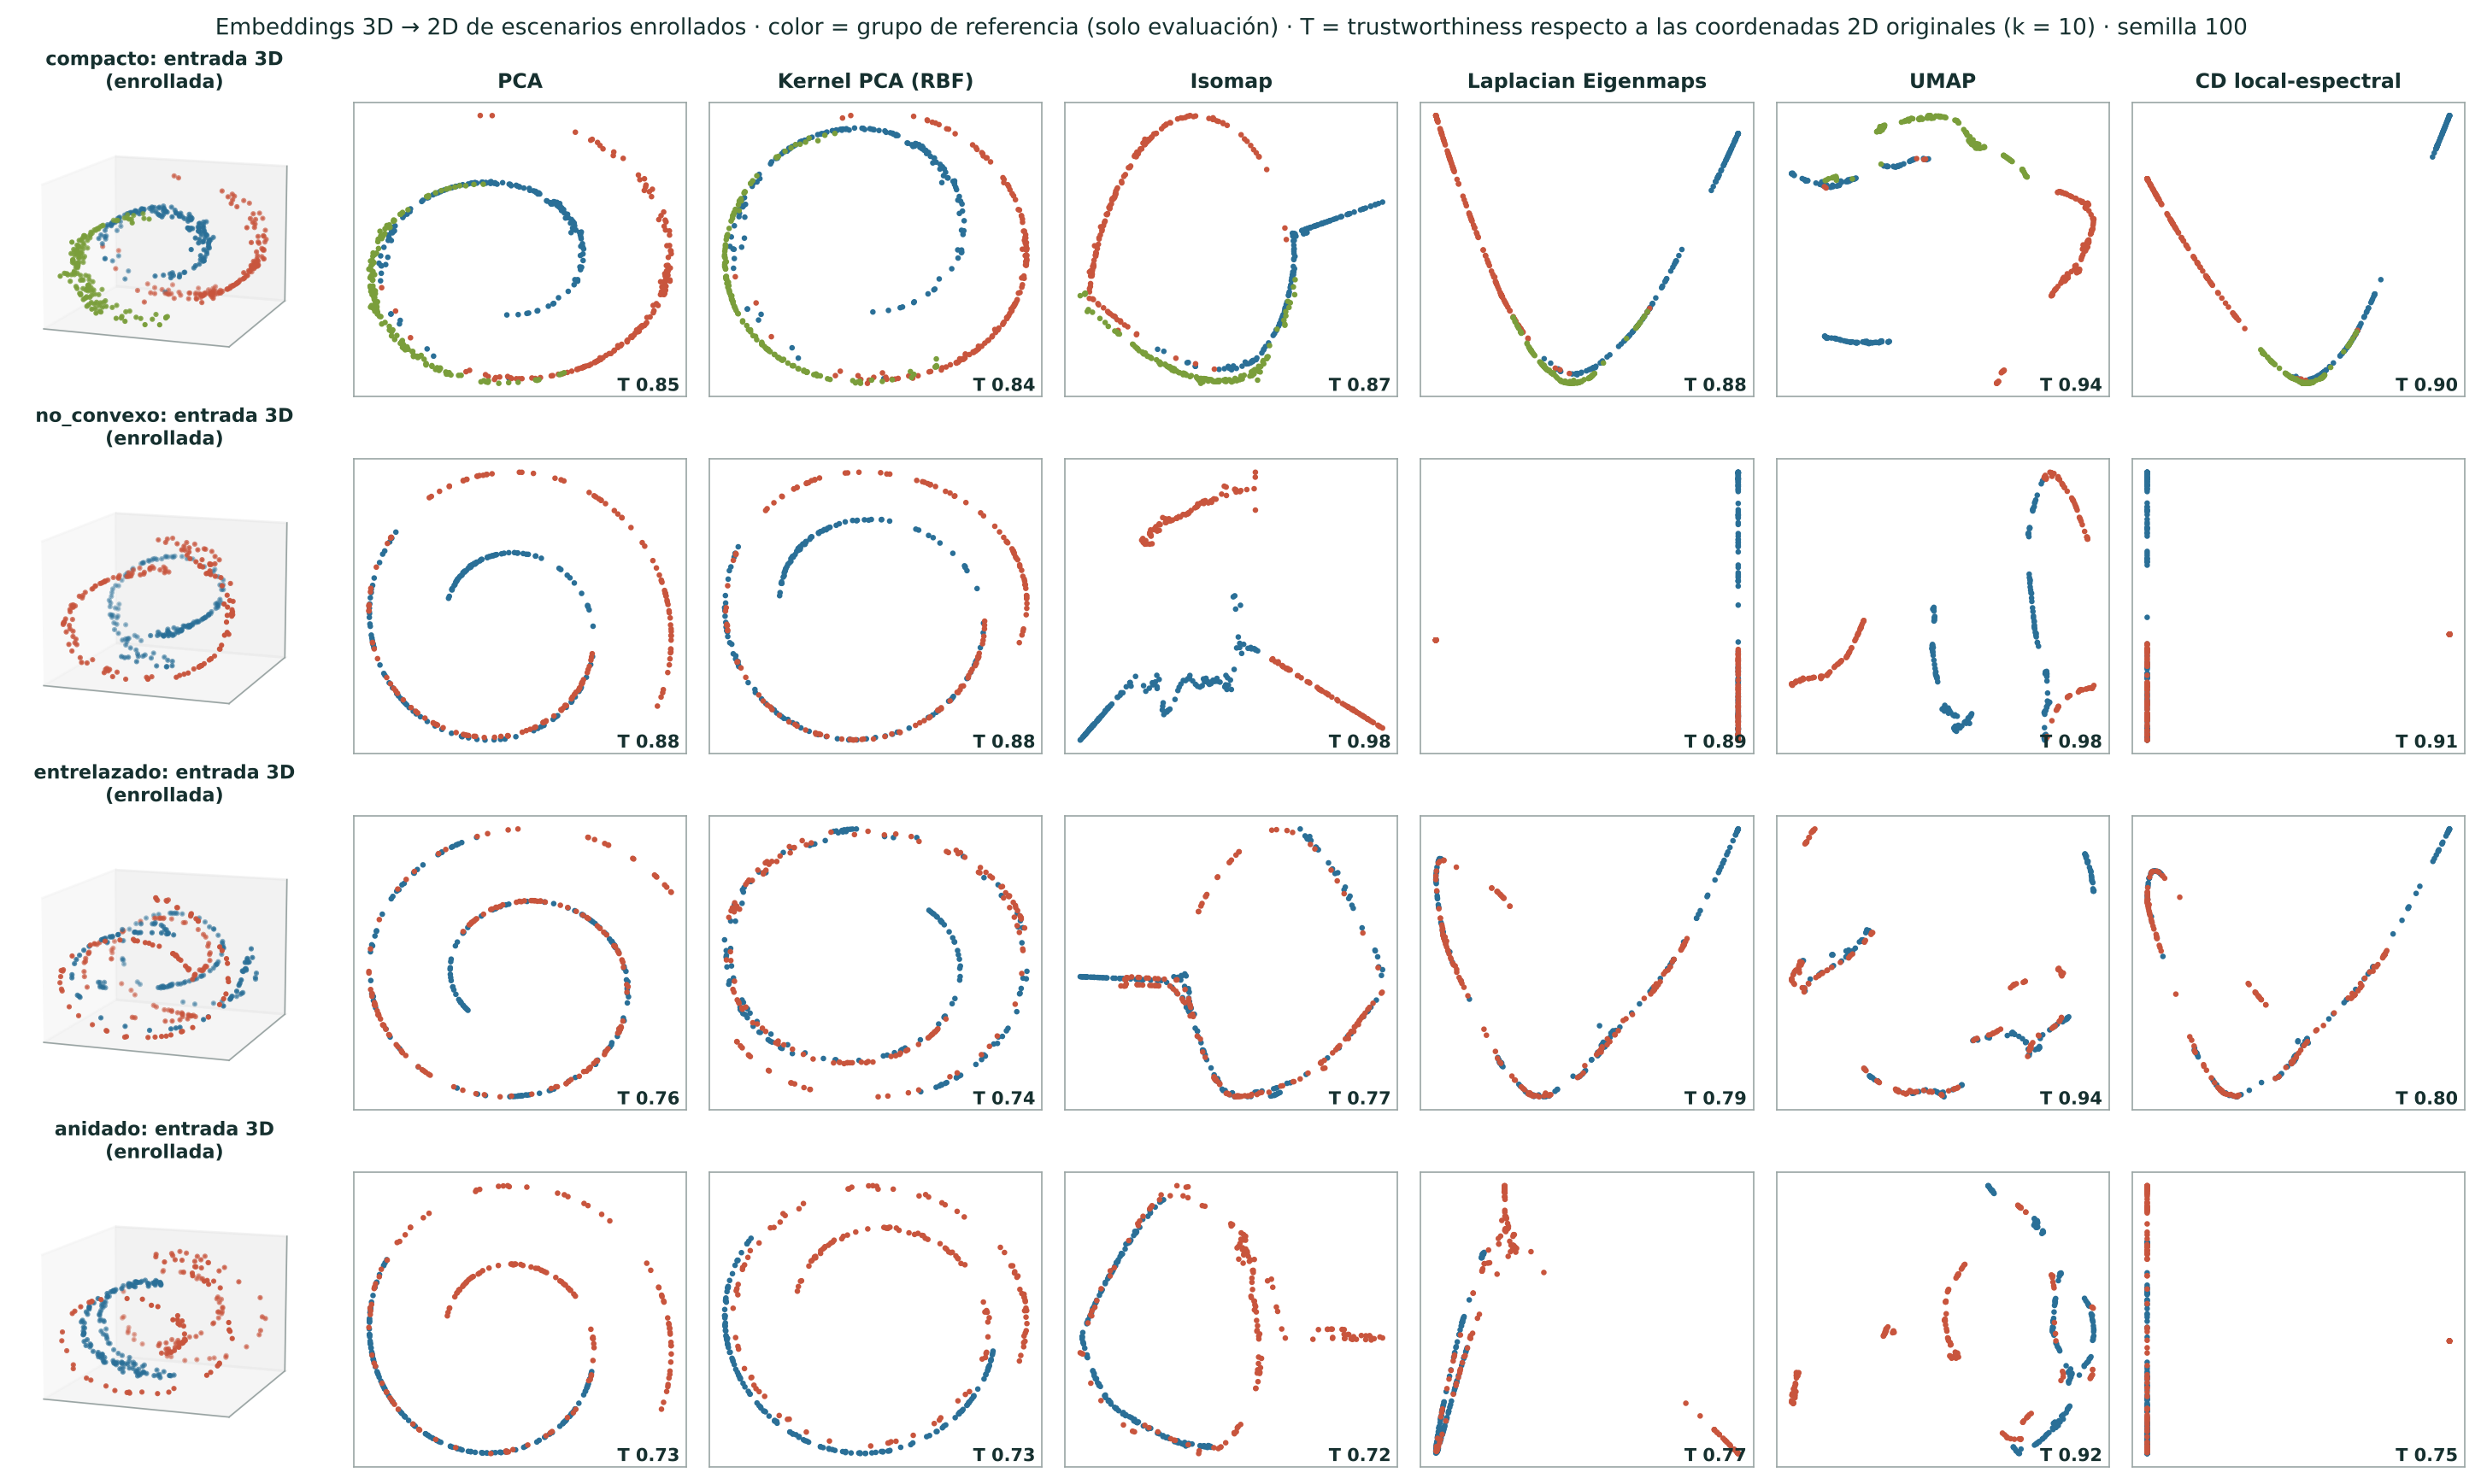 Embeddings 3D → 2D de escenarios enrollados · color = grupo de referencia (solo evaluación) · T = trustworthiness respecto a las coordenadas 2D originales (k = 10) · semilla 100
compacto: entrada 3D
(enrollada)
PCA
Kernel PCA (RBF)
Isomap
Laplacian Eigenmaps
UMAP
CD local-espectral
T 0.85
T 0.84
T 0.87
T 0.88
T 0.94
T 0.90
no_convexo: entrada 3D
(enrollada)
T 0.88
T 0.88
T 0.98
T 0.89
T 0.98
T 0.91
entrelazado: entrada 3D
(enrollada)
T 0.76
T 0.74
T 0.77
T 0.79
T 0.94
T 0.80
anidado: entrada 3D
(enrollada)
T 0.73
T 0.73
T 0.72
T 0.77
T 0.92
T 0.75